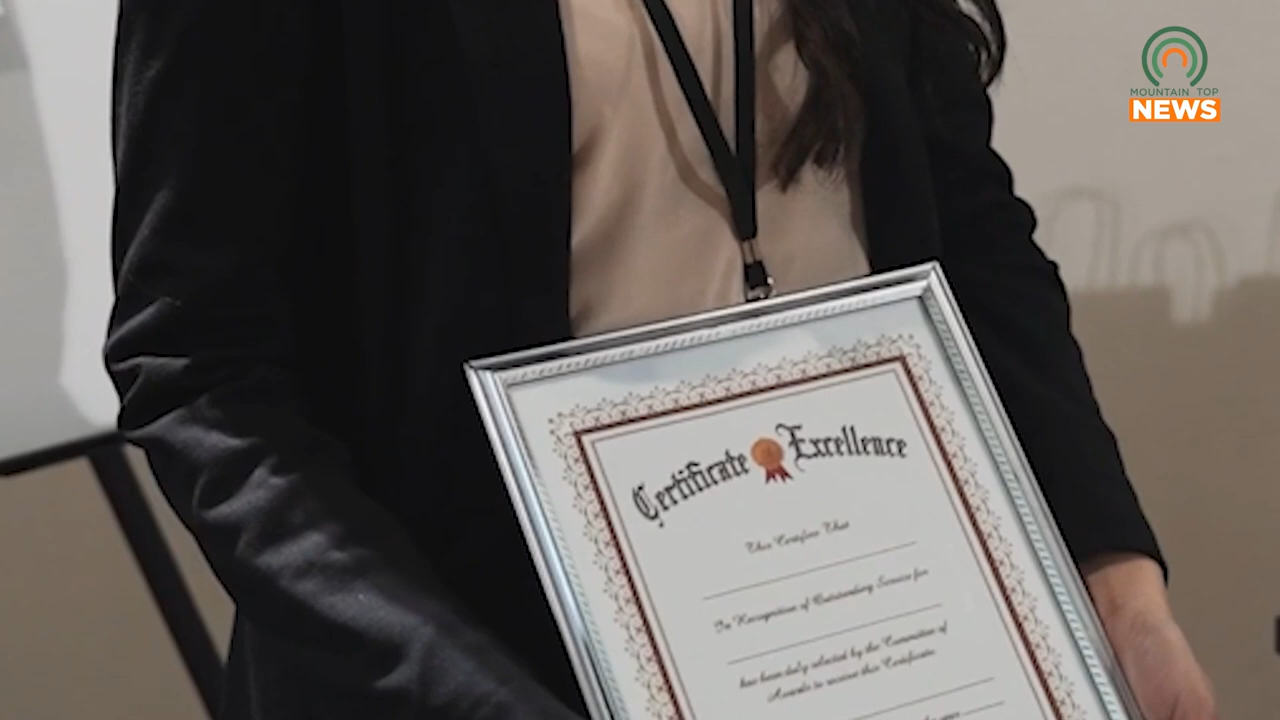 MOUNTAIN TOP
NEWS
Certificate Excellence
This Certifies That
In Recognition of Outstanding Service for
has been duly selected by the Committee of
Awards to receive this Certificate